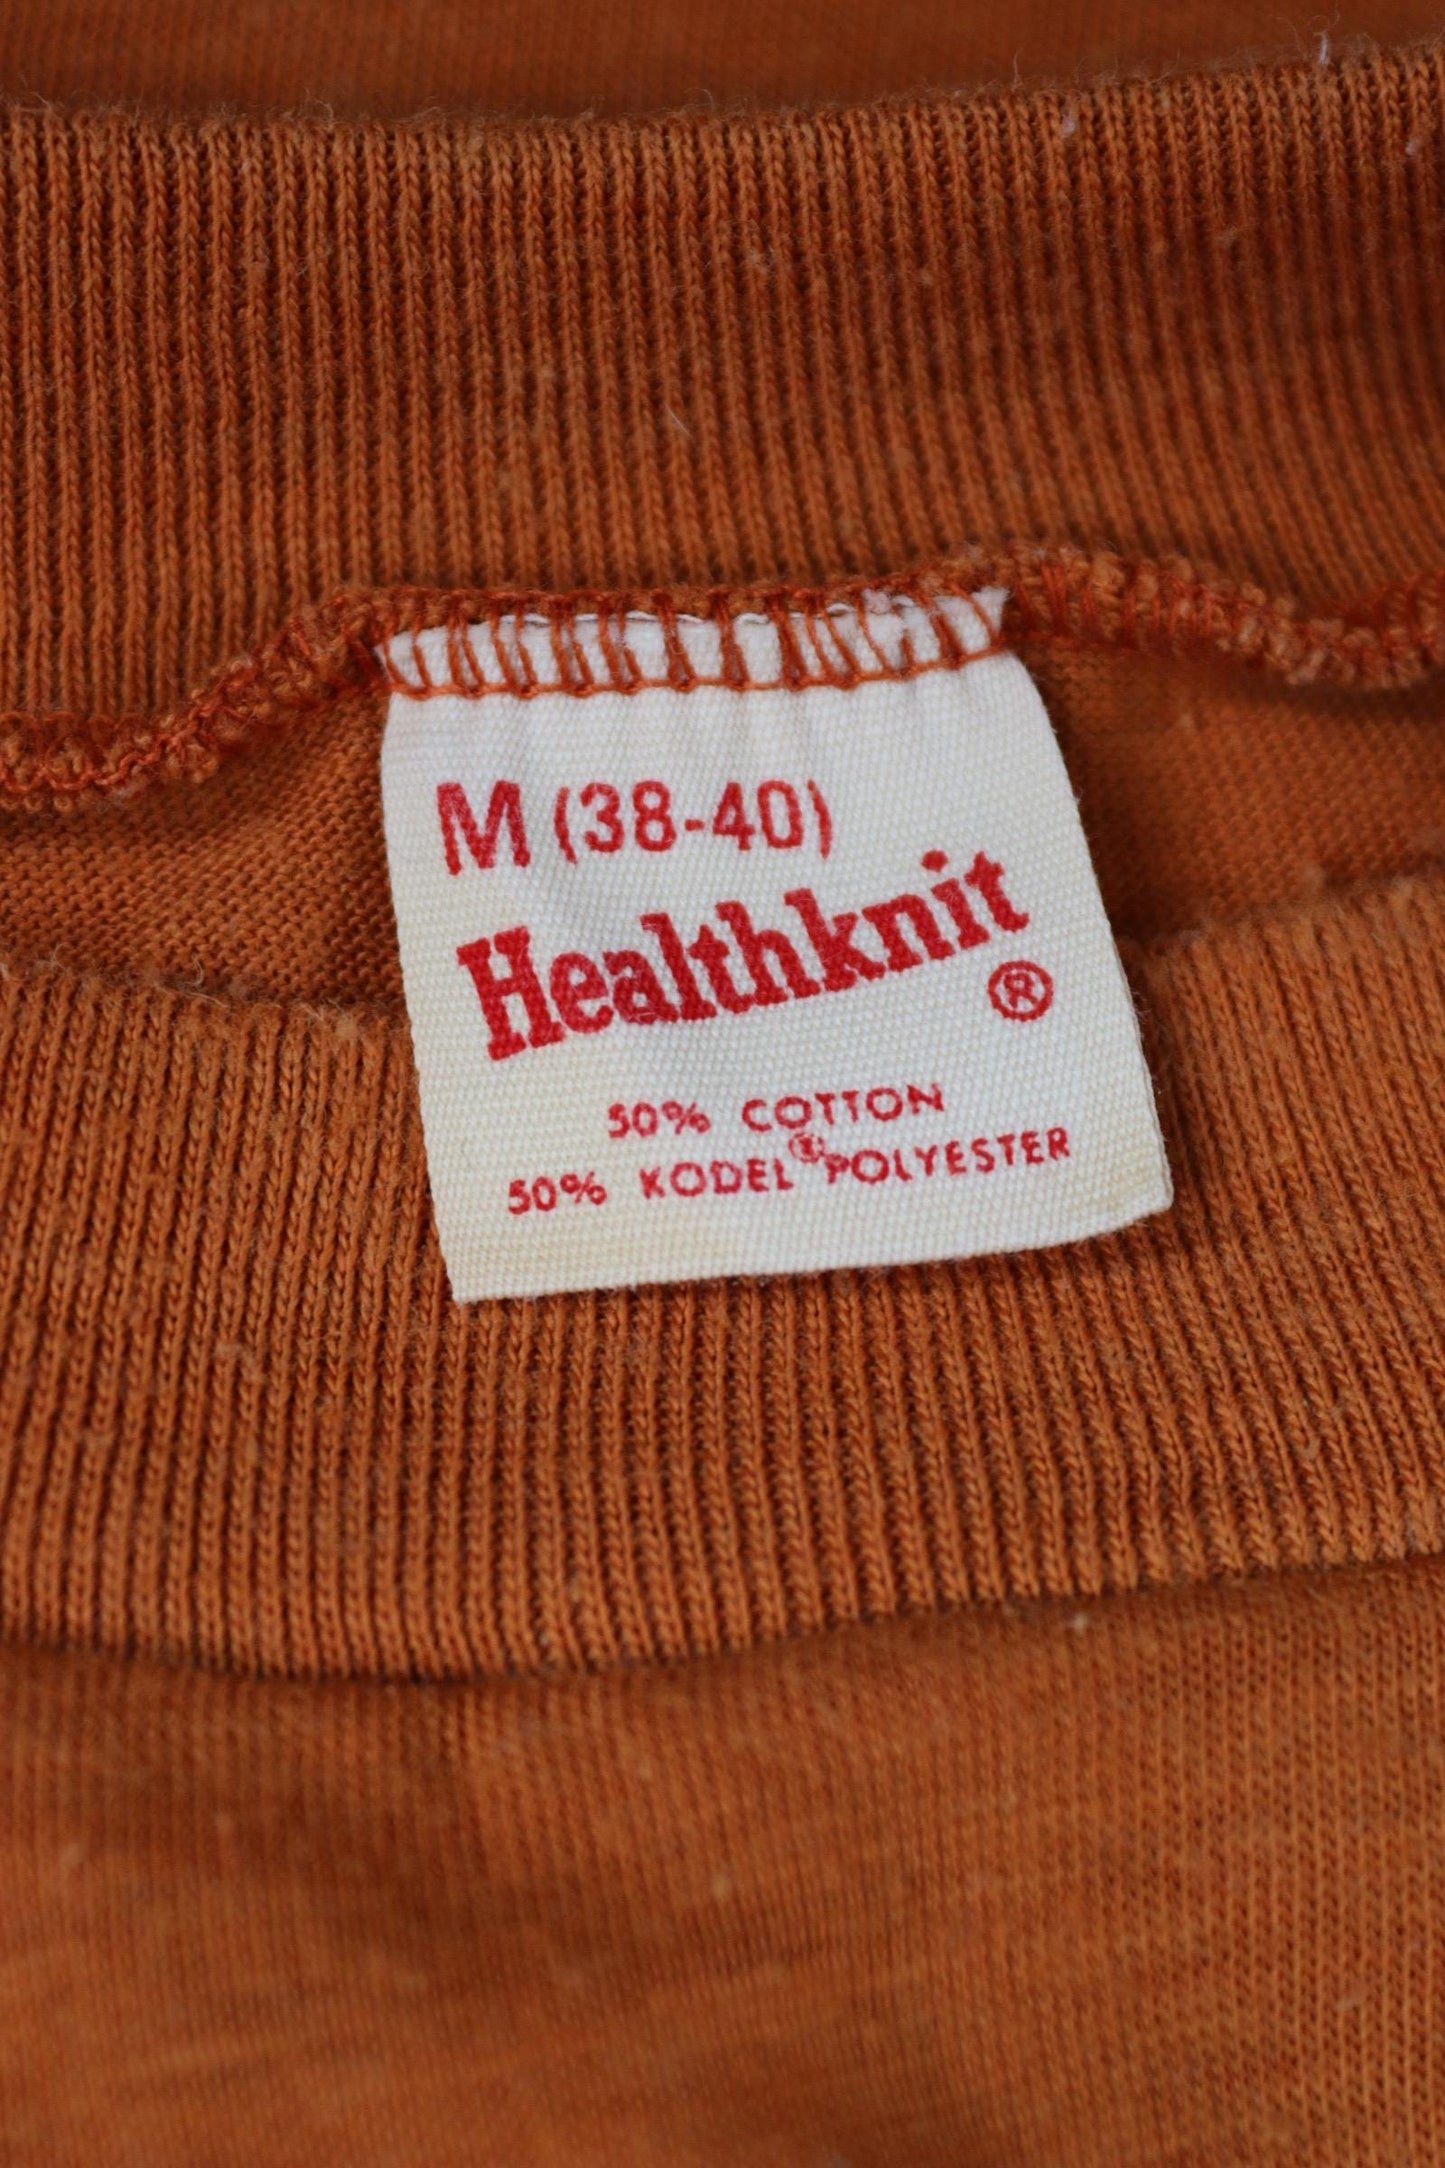 M (38-40)
Healthknit®
50% COTTON
50% KODEL® POLYESTER